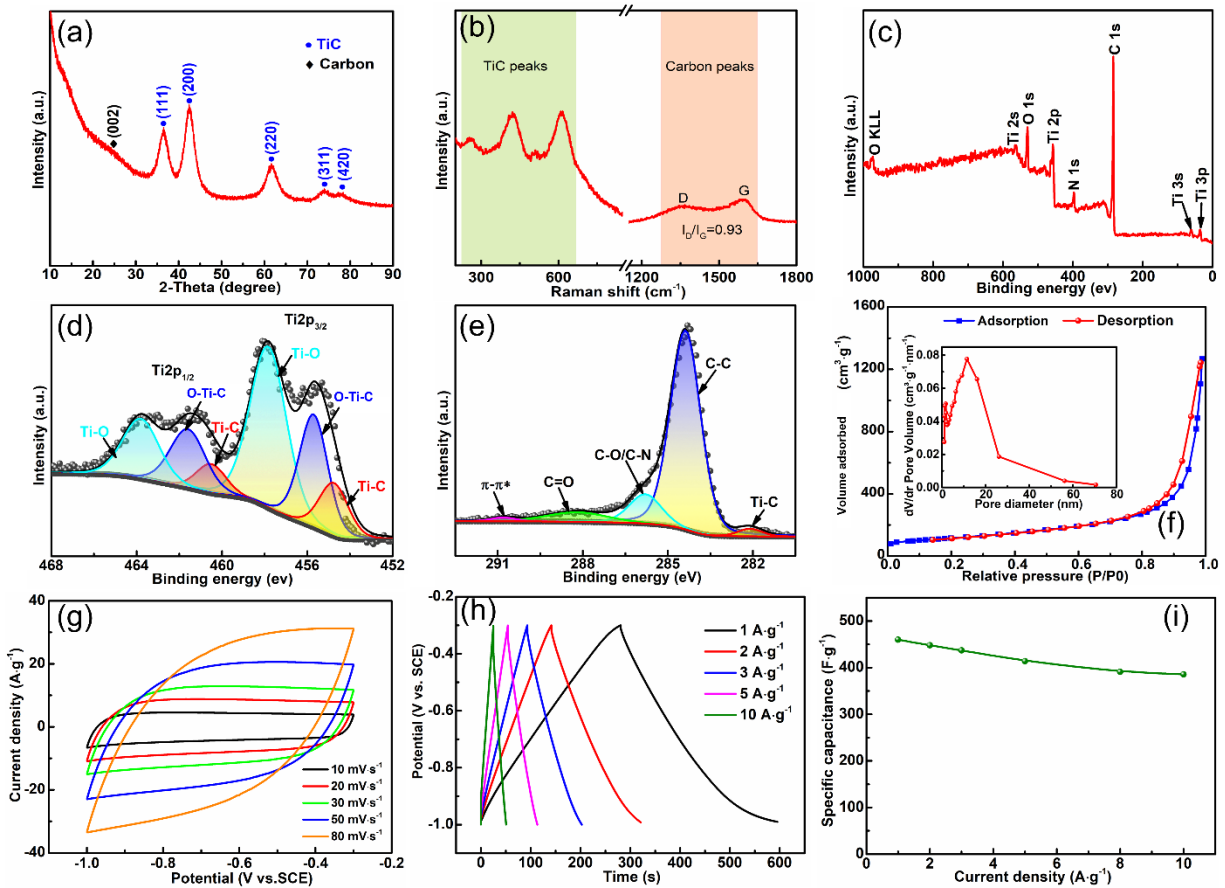 (a)
TiC
Carbon
(002)
(111)
(200)
(220)
(311)
(420)
Intensity (a.u.)
10 20 30 40 50 60 70 80 90
2-Theta (degree)
(b)
TiC peaks
Carbon peaks
D
G
I_D/I_G=0.93
Intensity (a.u.)
300 600 1200 1500 1800
Raman shift (cm⁻¹)
(c)
O KLL
Ti 2s
O 1s
Ti 2p
N 1s
C 1s
Ti 3s
Ti 3p
Intensity (a.u.)
1000 800 600 400 200 0
Binding energy (ev)
(d)
Ti2p₃/₂
Ti-O
Ti2p₁/₂
O-Ti-C
O-Ti-C
Ti-O
Ti-C
Ti-C
Intensity (a.u.)
468 464 460 456 452
Binding energy (ev)
(e)
C-C
C-O/C-N
C=O
π-π*
Ti-C
Intensity (a.u.)
291 288 285 282
Binding energy (eV)
1600
1200
800
400
0
Adsorption
Desorption
Volume adsorbed (cm³·g⁻¹)
0.08
0.06
0.04
0.02
0.00
dV/dr Pore Volume (cm³·g⁻¹·nm⁻¹)
0 20 40 60 80
Pore diameter (nm)
(f)
0.0 0.2 0.4 0.6 0.8 1.0
Relative pressure (P/P0)
(g)
40
20
0
-20
-40
Current density (A·g⁻¹)
10 mV·s⁻¹
20 mV·s⁻¹
30 mV·s⁻¹
50 mV·s⁻¹
80 mV·s⁻¹
-1.0 -0.8 -0.6 -0.4 -0.2
Potential (V vs.SCE)
(h)
-0.2
-0.4
-0.6
-0.8
-1.0
Potential (V vs. SCE)
1 A·g⁻¹
2 A·g⁻¹
3 A·g⁻¹
5 A·g⁻¹
10 A·g⁻¹
0 100 200 300 400 500 600
Time (s)
(i)
500
400
300
200
100
0
Specific capacitance (F·g⁻¹)
0 2 4 6 8 10
Current density (A·g⁻¹)